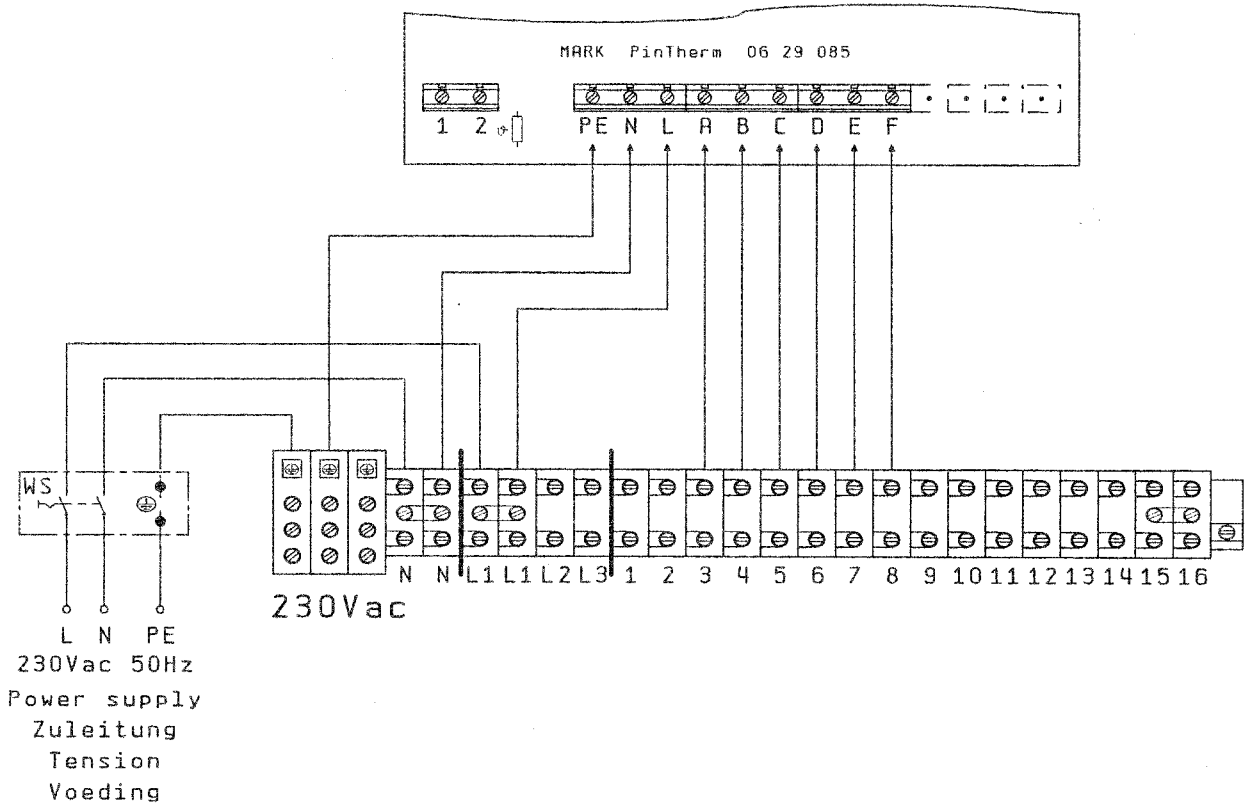 MARK PinTherm 06 29 085
1 2 PE N L A B C D E F
WS
N N L1 L1 L2 L3 1 2 3 4 5 6 7 8 9 10 11 12 13 14 15 16
230Vac
L N PE
230Vac 50Hz
Power supply
Zuleitung
Tension
Voeding